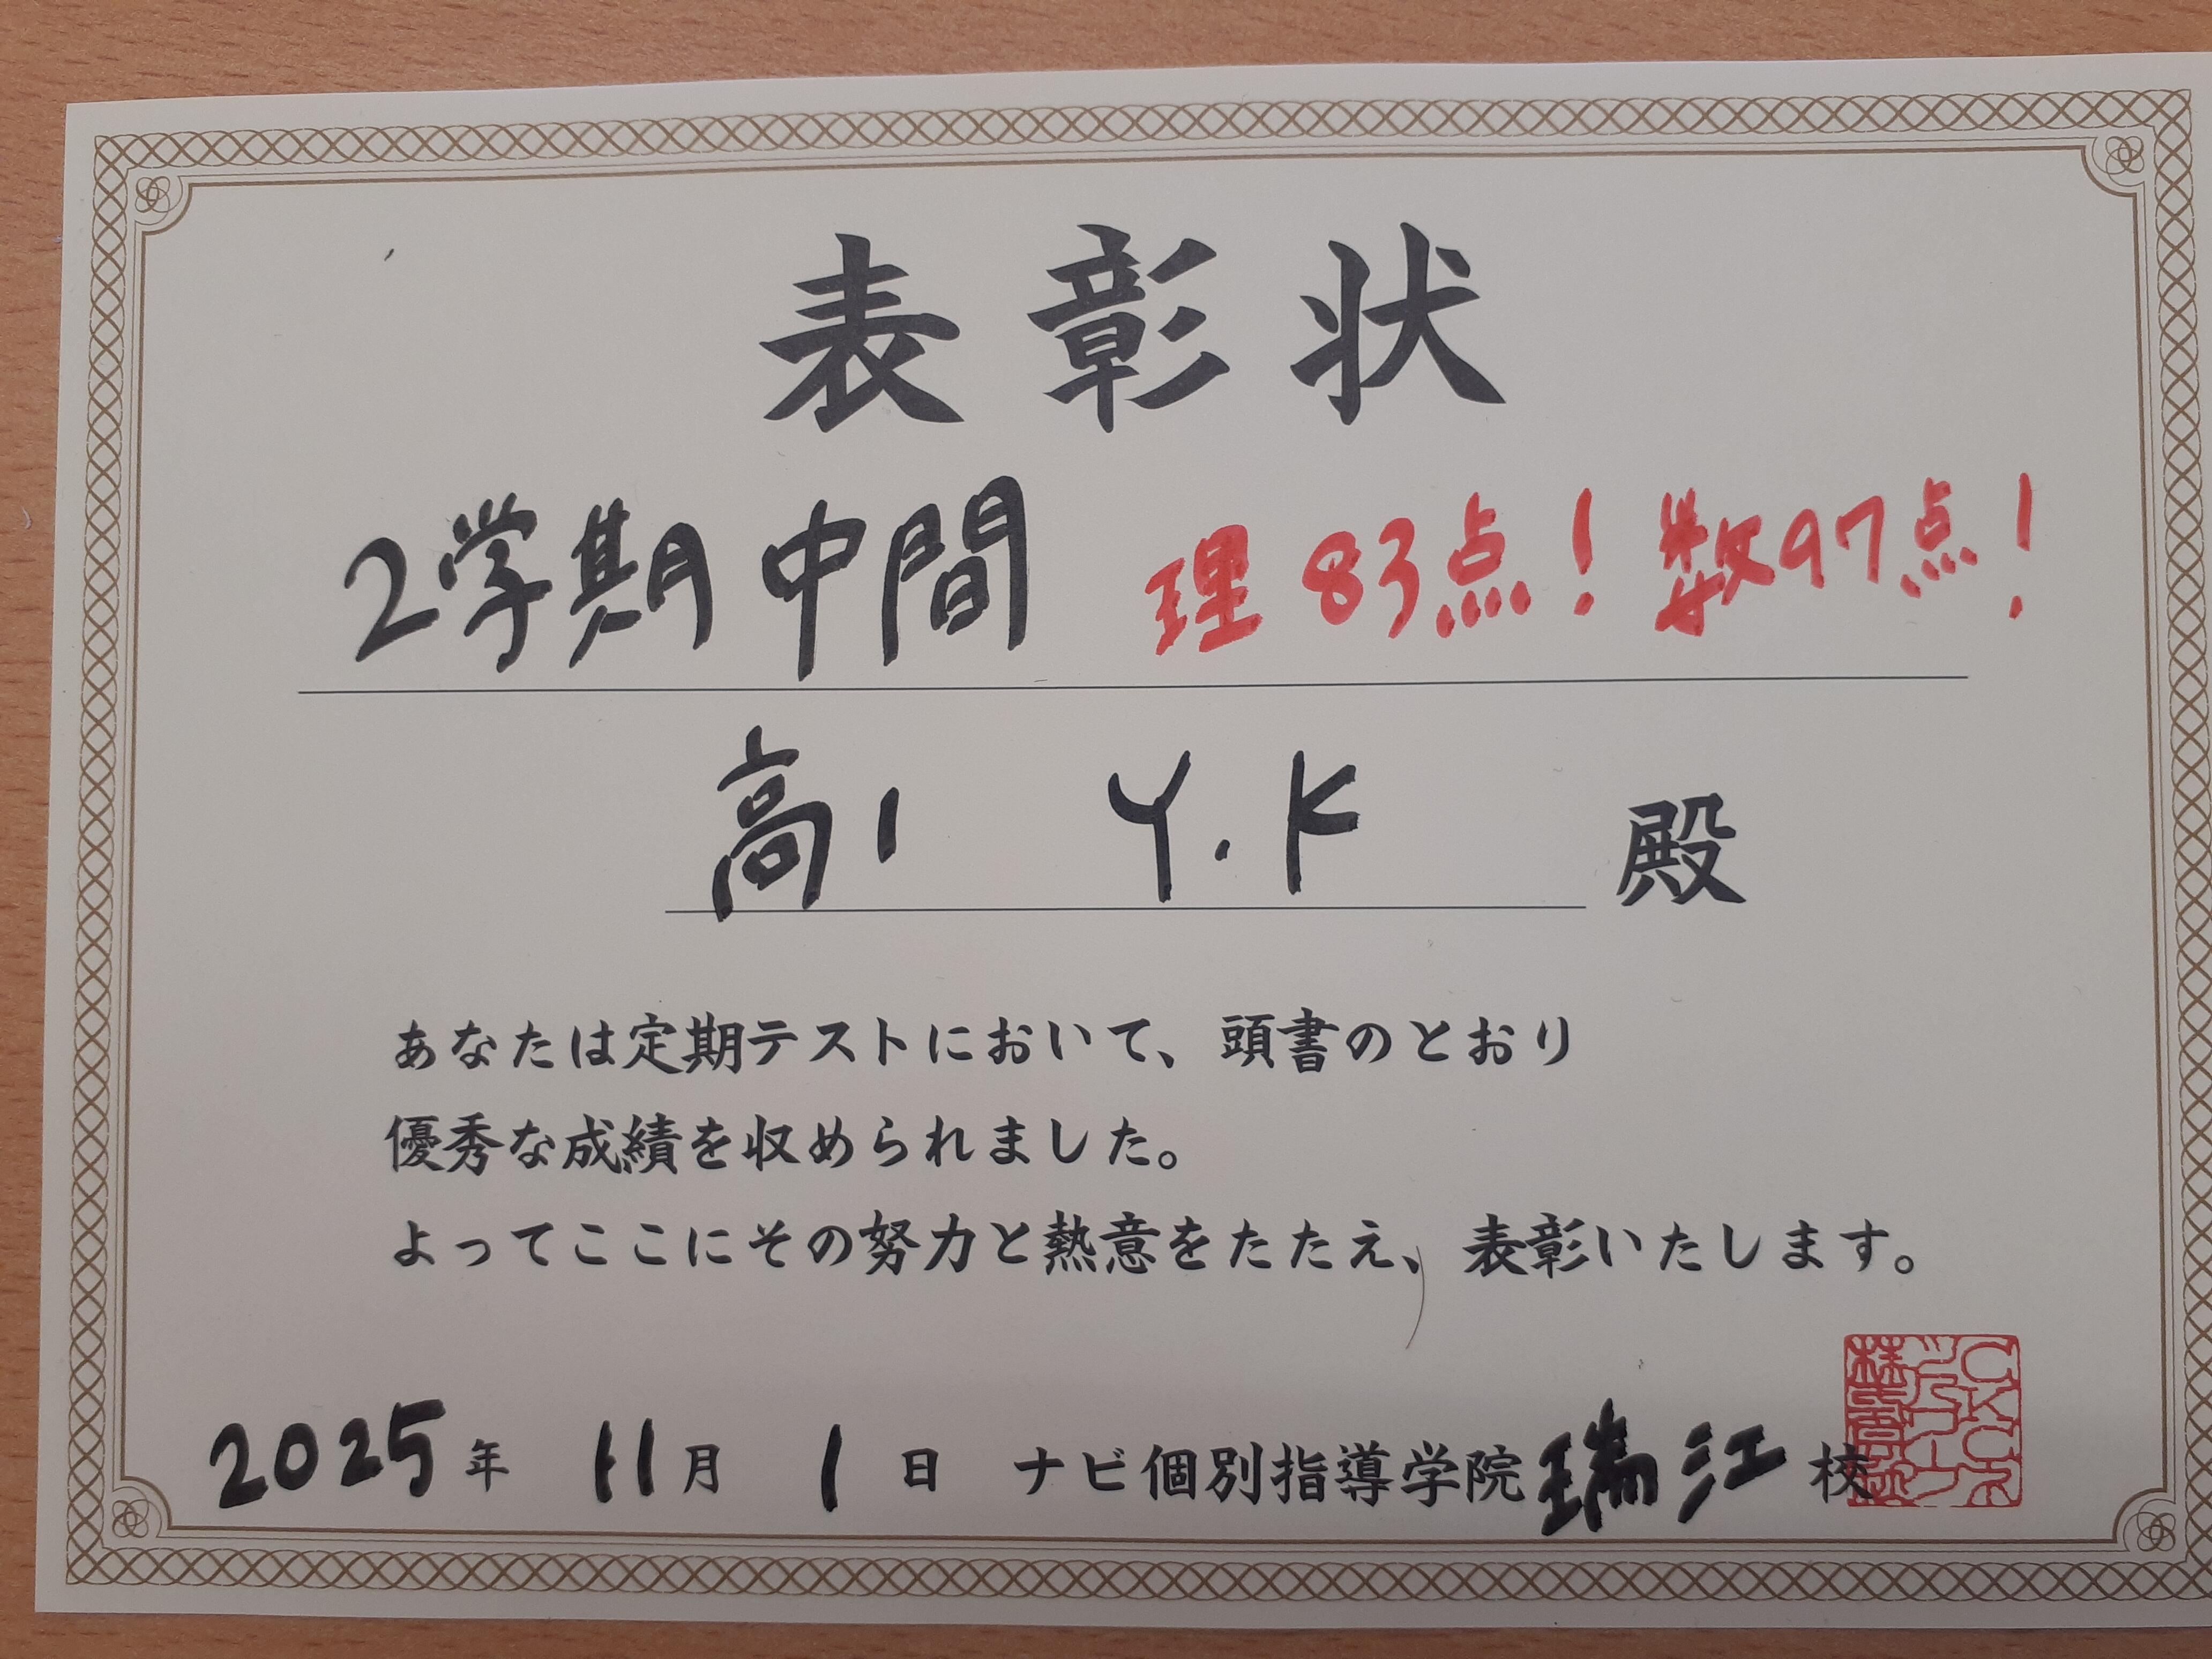 表彰状
2学期中間 理83点！数97点！
高1 Y.K 殿
あなたは定期テストにおいて、頭書のとおり
優秀な成績を収められました。
よってここにその努力と熱意をたたえ、表彰いたします。
2025年 11月 1日 ナビ個別指導学院瑞江校